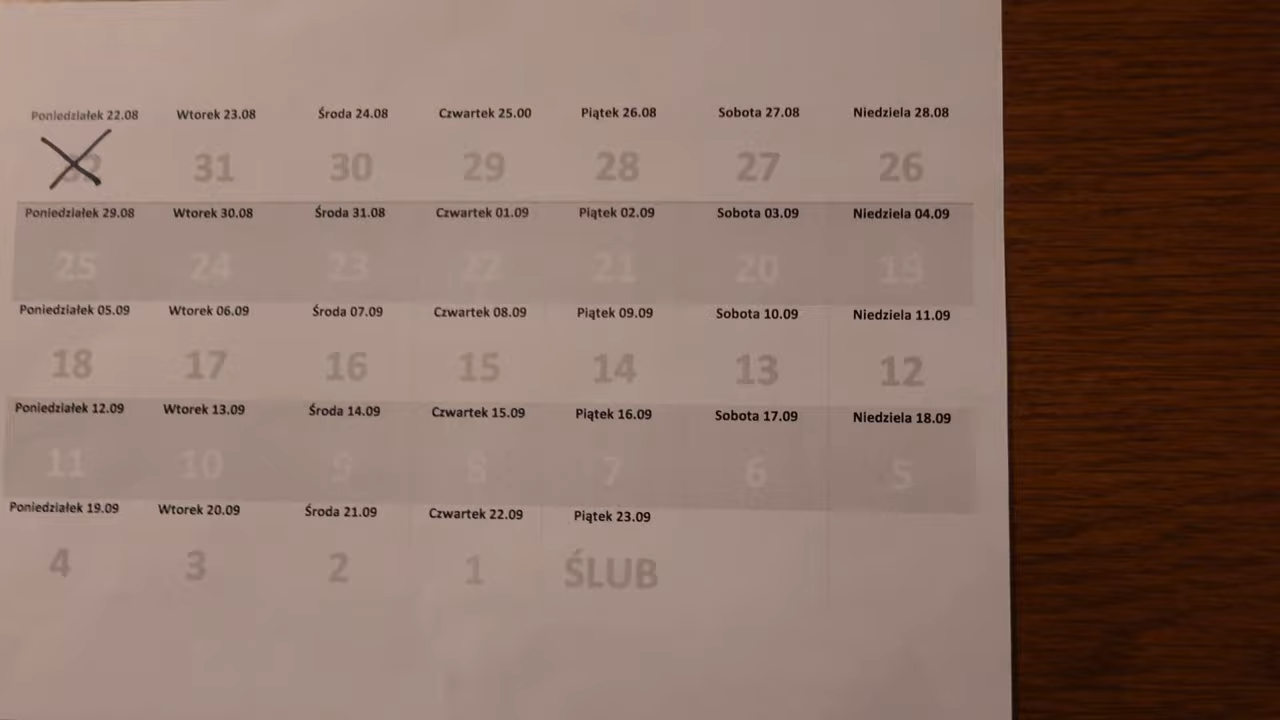 Poniedziałek 22.08 Wtorek 23.08 Środa 24.08 Czwartek 25.00 Piątek 26.08 Sobota 27.08 Niedziela 28.08
32 31 30 29 28 27 26
Poniedziałek 29.08 Wtorek 30.08 Środa 31.08 Czwartek 01.09 Piątek 02.09 Sobota 03.09 Niedziela 04.09
25 24 23 22 21 20 19
Poniedziałek 05.09 Wtorek 06.09 Środa 07.09 Czwartek 08.09 Piątek 09.09 Sobota 10.09 Niedziela 11.09
18 17 16 15 14 13 12
Poniedziałek 12.09 Wtorek 13.09 Środa 14.09 Czwartek 15.09 Piątek 16.09 Sobota 17.09 Niedziela 18.09
11 10 9 8 7 6 5
Poniedziałek 19.09 Wtorek 20.09 Środa 21.09 Czwartek 22.09 Piątek 23.09
4 3 2 1 ŚLUB